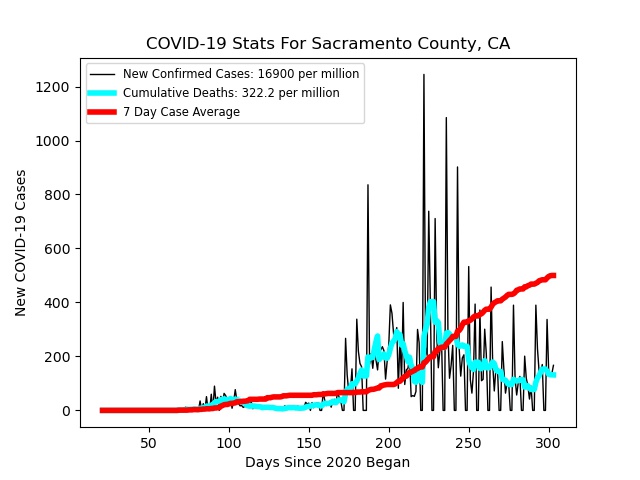 COVID-19 Stats For Sacramento County, CA
New Confirmed Cases: 16900 per million
Cumulative Deaths: 322.2 per million
7 Day Case Average
New COVID-19 Cases
1200
1000
800
600
400
200
0
50 100 150 200 250 300
Days Since 2020 Began